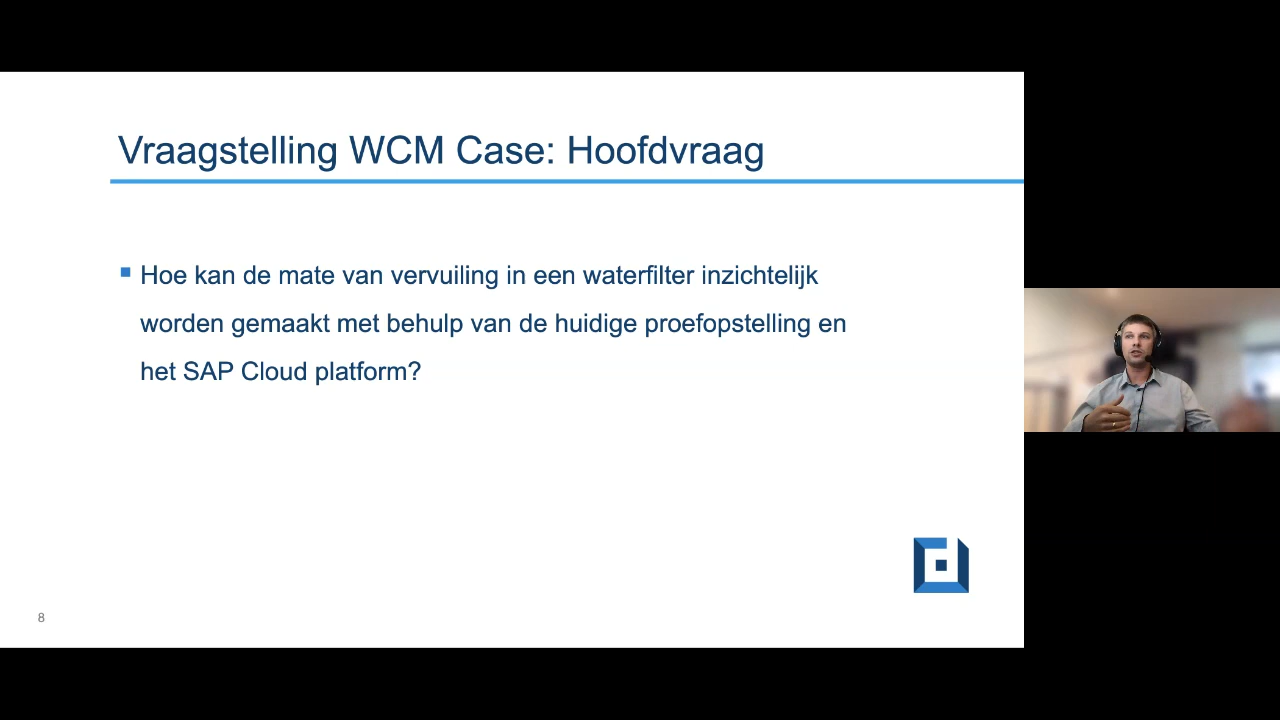 Vraagstelling WCM Case: Hoofdvraag
Hoe kan de mate van vervuiling in een waterfilter inzichtelijk
worden gemaakt met behulp van de huidige proefopstelling en
het SAP Cloud platform?
8